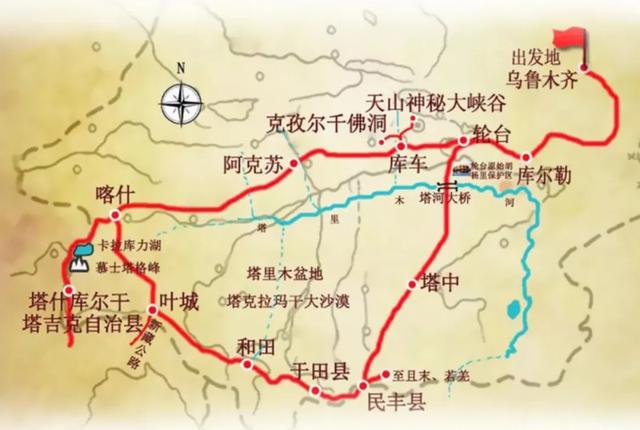 出发地
乌鲁木齐
N
天山神秘大峡谷
克孜尔千佛洞
轮台
阿克苏
库车
轮台原始胡
杨里保护区
库尔勒
喀什
塔河大桥
塔
里
木
河
卡拉库力湖
慕士塔格峰
塔里木盆地
塔克拉玛干大沙漠
塔中
塔什库尔干
塔吉克自治县
叶城
新藏公路
和田
于田县
至且末、若羌
民丰县